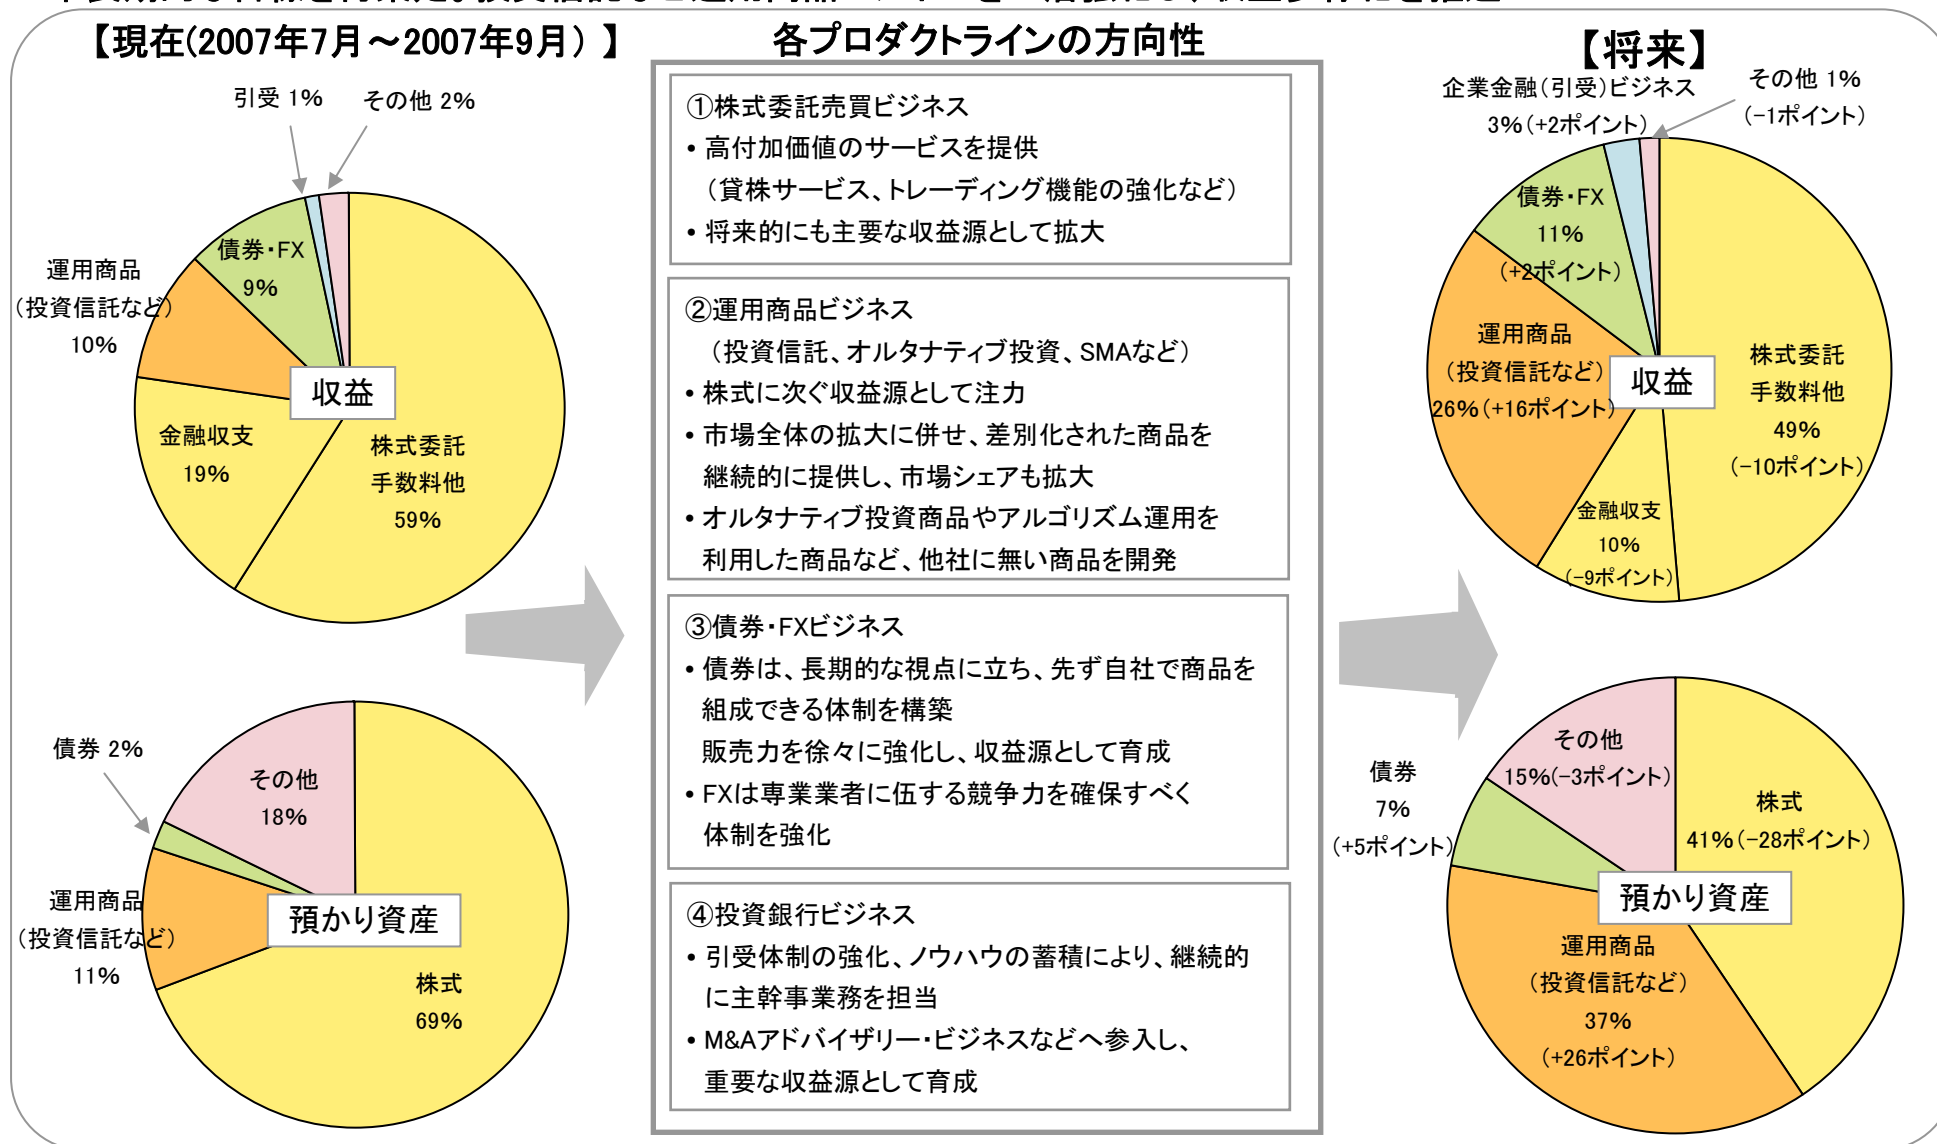 【現在(2007年7月～2007年9月) 】
引受 1%
その他 2%
債券・FX
9%
運用商品
（投資信託など）
10%
収益
金融収支
19%
株式委託
手数料他
59%
債券 2%
その他
18%
運用商品
（投資信託など）
11%
預かり資産
株式
69%
各プロダクトラインの方向性
①株式委託売買ビジネス
• 高付加価値のサービスを提供
（貸株サービス、トレーディング機能の強化など）
• 将来的にも主要な収益源として拡大
②運用商品ビジネス
（投資信託、オルタナティブ投資、SMAなど）
• 株式に次ぐ収益源として注力
• 市場全体の拡大に併せ、差別化された商品を
継続的に提供し、市場シェアも拡大
• オルタナティブ投資商品やアルゴリズム運用を
利用した商品など、他社に無い商品を開発
③債券・FXビジネス
• 債券は、長期的な視点に立ち、先ず自社で商品を
組成できる体制を構築
販売力を徐々に強化し、収益源として育成
• FXは専業業者に伍する競争力を確保すべく
体制を強化
④投資銀行ビジネス
• 引受体制の強化、ノウハウの蓄積により、継続的
に主幹事業務を担当
• M&Aアドバイザリー・ビジネスなどへ参入し、
重要な収益源として育成
【将来】
企業金融（引受）ビジネス
3%（+2ポイント）
その他 1%
（-1ポイント）
債券・FX
11%
（+2ポイント）
運用商品
（投資信託など）
26%（+16ポイント）
収益
株式委託
手数料他
49%
（-10ポイント）
金融収支
10%
（-9ポイント）
その他
15%（-3ポイント）
債券
7%
（+5ポイント）
株式
41%（-28ポイント）
預かり資産
運用商品
（投資信託など）
37%
（+26ポイント）